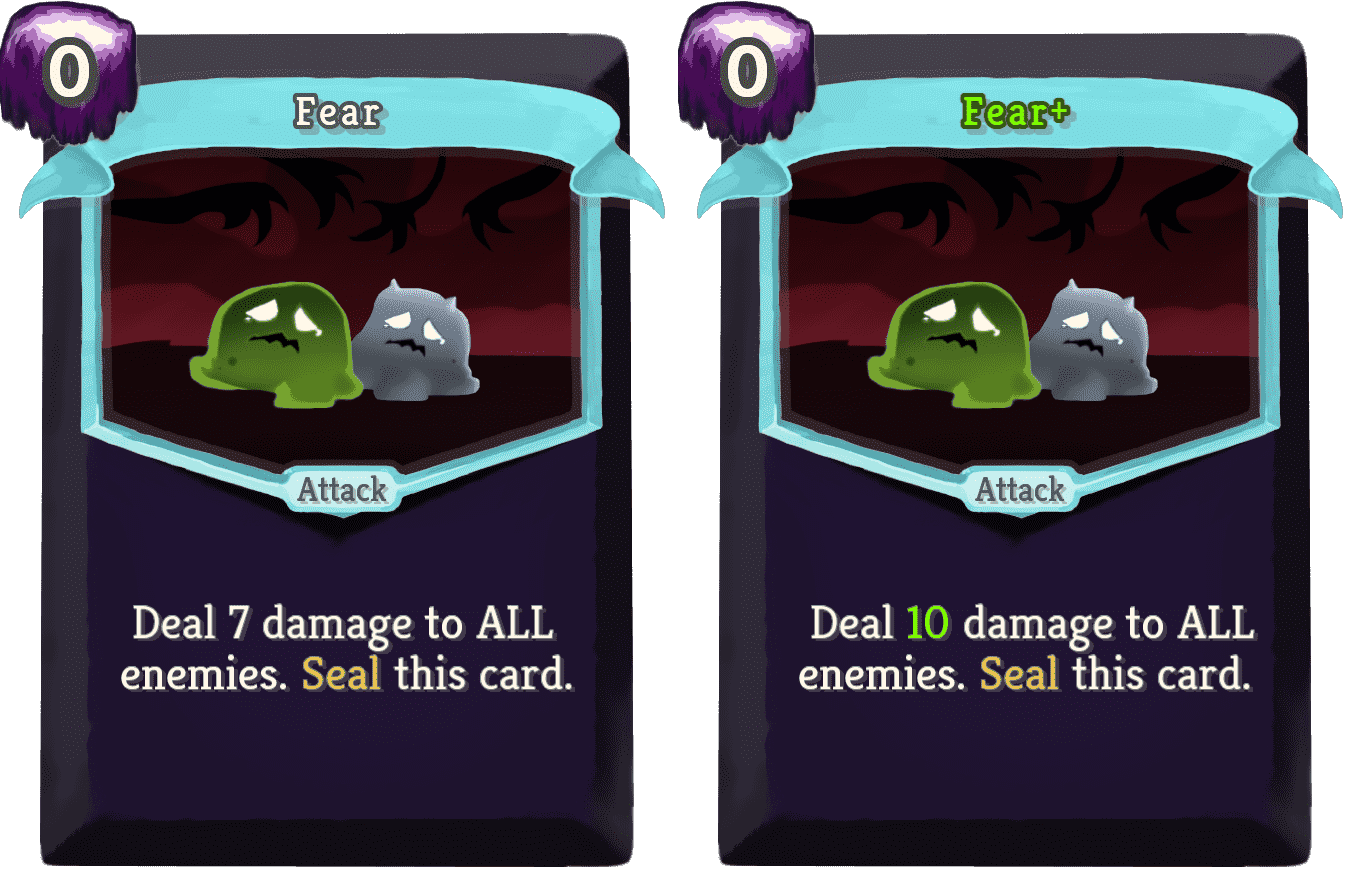 0
Fear
Attack
Deal 7 damage to ALL
enemies. Seal this card.
0
Fear+
Attack
Deal 10 damage to ALL
enemies. Seal this card.